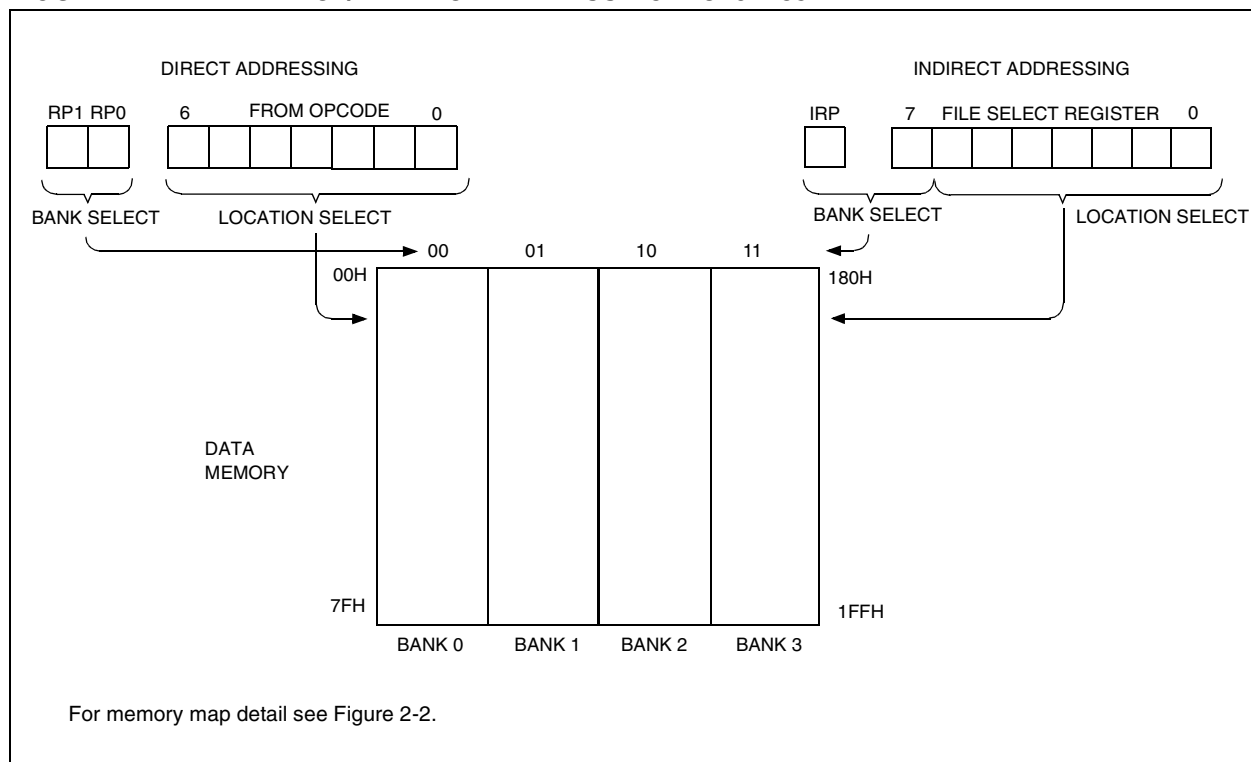 DIRECT ADDRESSING
INDIRECT ADDRESSING
RP1 RP0 6 FROM OPCODE 0
IRP 7 FILE SELECT REGISTER 0
BANK SELECT LOCATION SELECT
BANK SELECT LOCATION SELECT
00 01 10 11
00H 180H
DATA
MEMORY
7FH 1FFH
BANK 0 BANK 1 BANK 2 BANK 3
For memory map detail see Figure 2-2.